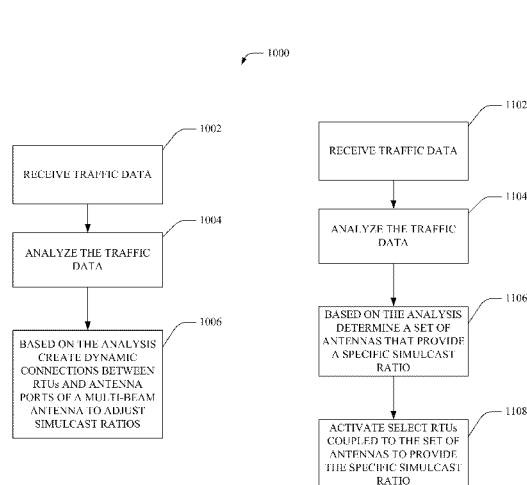 1000
1002
RECEIVE TRAFFIC DATA
1004
ANALYZE THE TRAFFIC
DATA
1006
BASED ON THE ANALYSIS
CREATE DYNAMIC
CONNECTIONS BETWEEN
RTUs AND ANTENNA
PORTS OF A MULTI-BEAM
ANTENNA TO ADJUST
SIMULCAST RATIOS
1102
RECEIVE TRAFFIC DATA
1104
ANALYZE THE TRAFFIC
DATA
1106
BASED ON THE ANALYSIS
DETERMINE A SET OF
ANTENNAS THAT PROVIDE
A SPECIFIC SIMULCAST
RATIO
1108
ACTIVATE SELECT RTUs
COUPLED TO THE SET OF
ANTENNAS TO PROVIDE
THE SPECIFIC SIMULCAST
RATIO